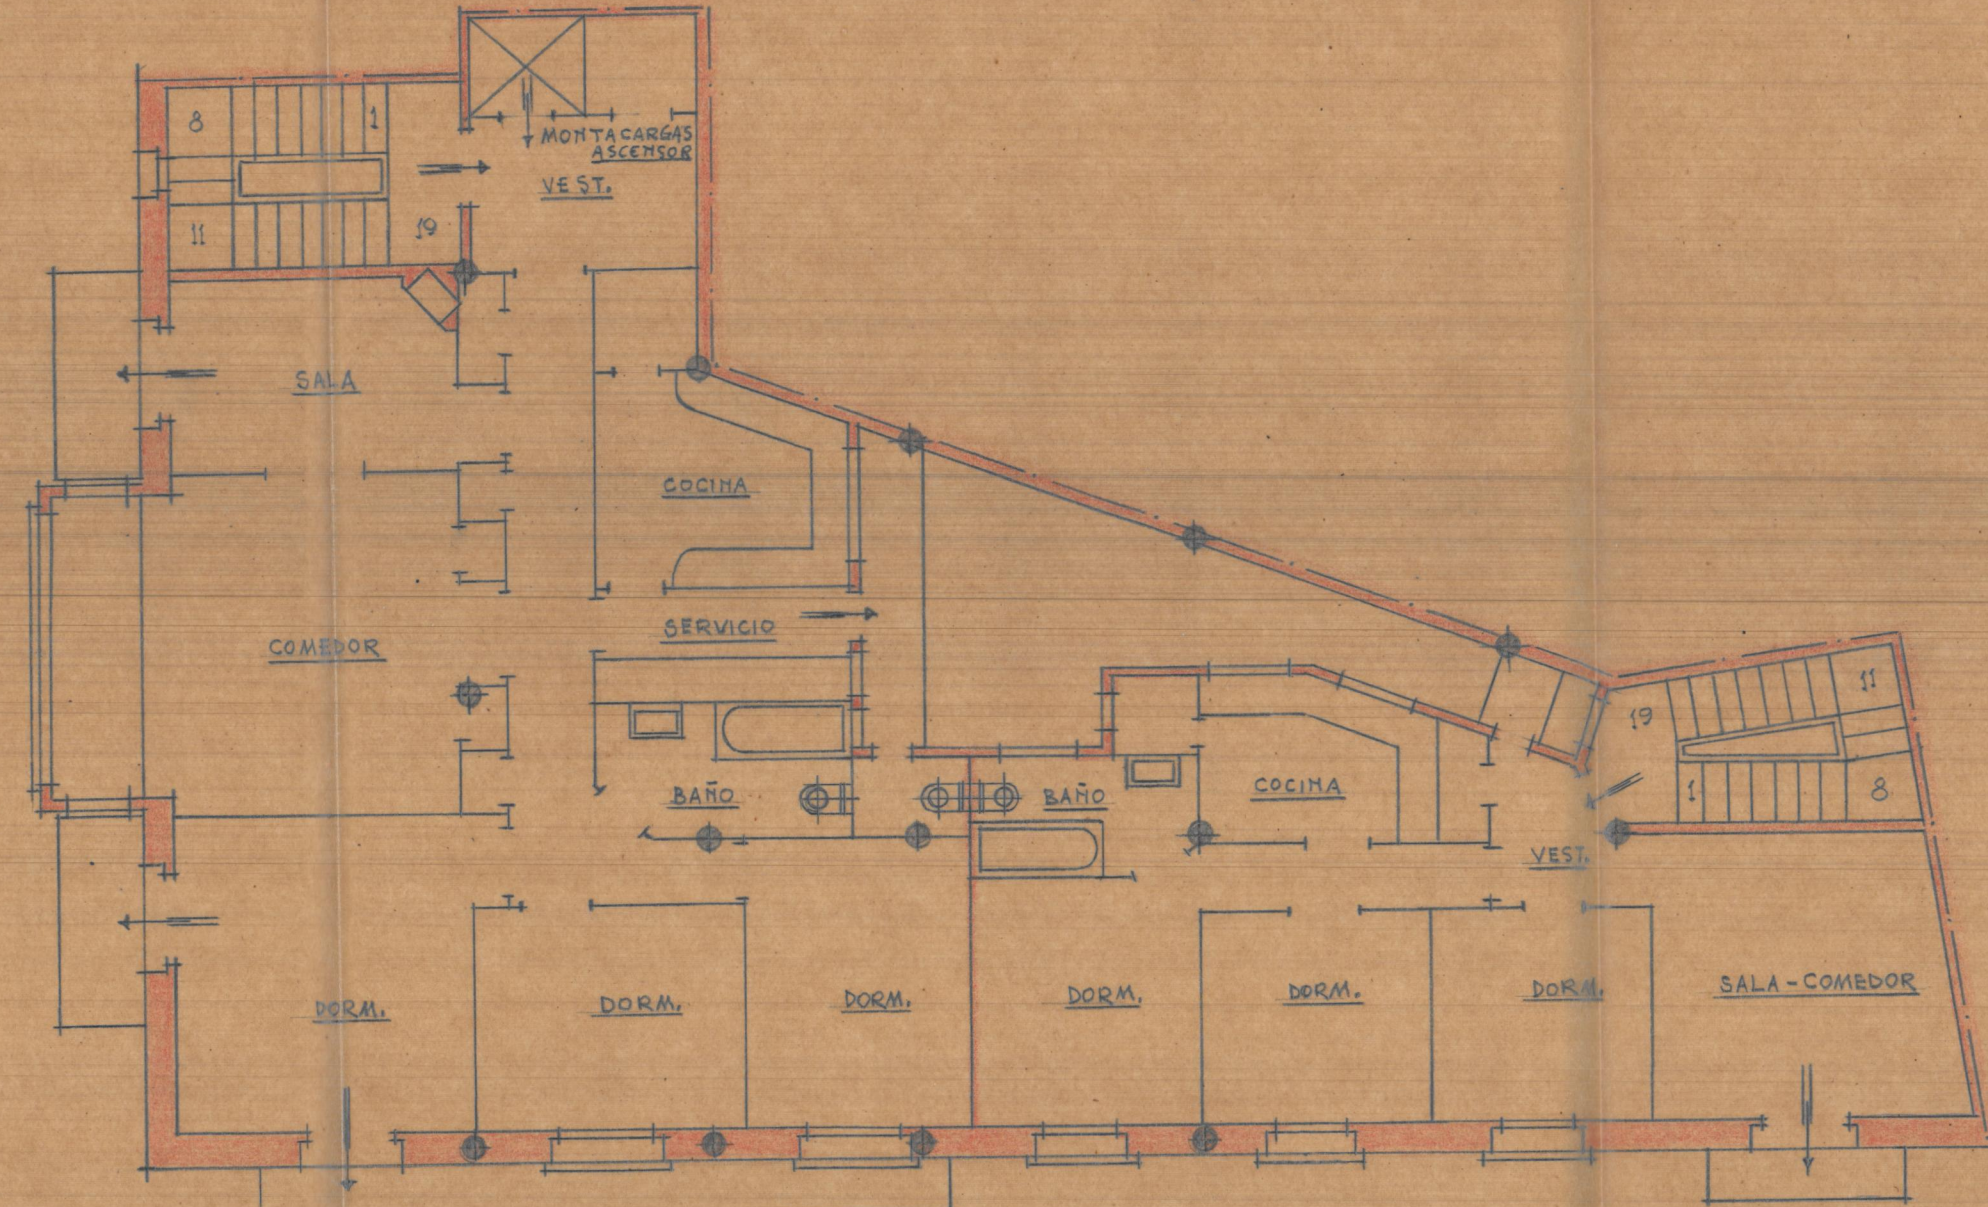 8
1
MONTACARGAS
ASCENSOR
VEST.
11
19
SALA
COCINA
SERVICIO
COMEDOR
11
19
BAÑO
BAÑO
COCINA
1
8
VEST.
DORM.
DORM.
DORM.
DORM.
DORM.
DORM.
SALA-COMEDOR